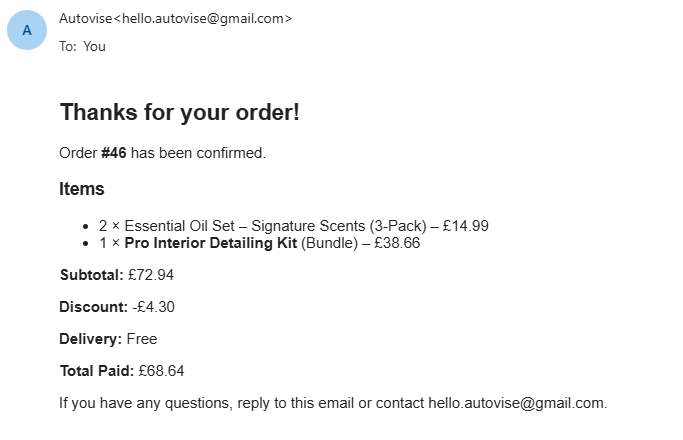 A
Autovise<hello.autovise@gmail.com>
To: You
Thanks for your order!
Order #46 has been confirmed.
Items
• 2 × Essential Oil Set – Signature Scents (3-Pack) – £14.99
• 1 × Pro Interior Detailing Kit (Bundle) – £38.66
Subtotal: £72.94
Discount: -£4.30
Delivery: Free
Total Paid: £68.64
If you have any questions, reply to this email or contact hello.autovise@gmail.com.